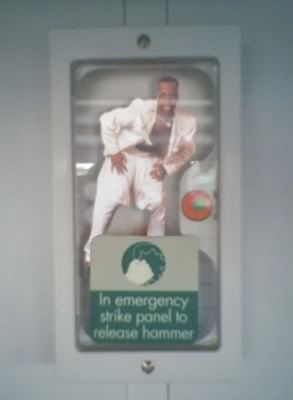 In emergency
strike panel to
release hammer